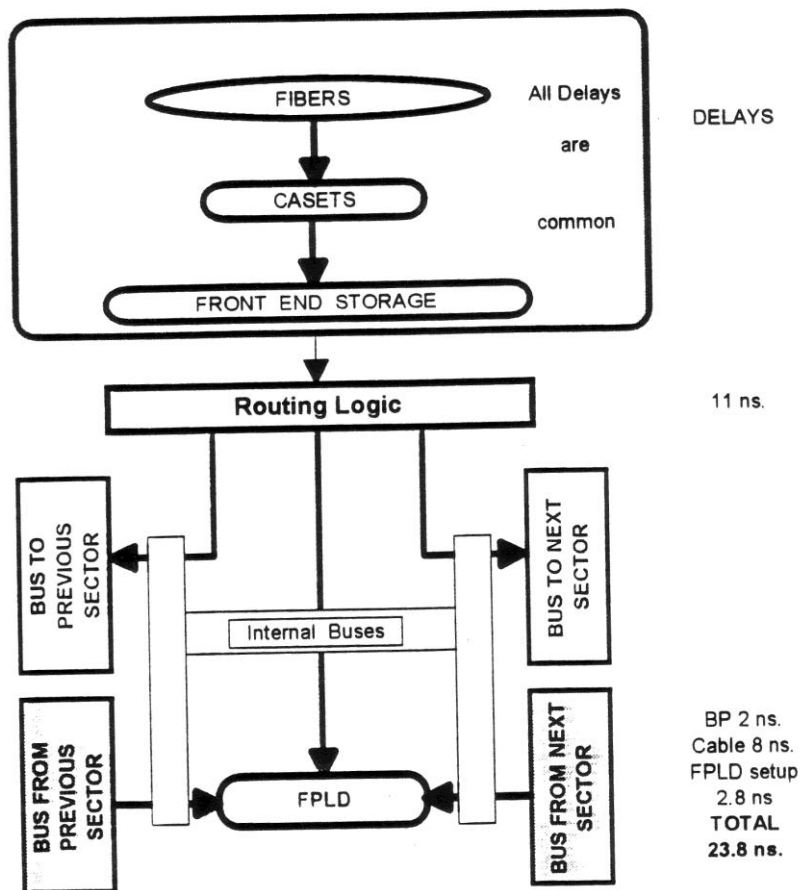 FIBERS
All Delays
are
common
DELAYS
CASETS
FRONT END STORAGE
Routing Logic
11 ns.
BUS TO
PREVIOUS
SECTOR
BUS TO NEXT
SECTOR
Internal Buses
BUS FROM
PREVIOUS
SECTOR
FPLD
BUS FROM NEXT
SECTOR
BP 2 ns.
Cable 8 ns.
FPLD setup
2.8 ns
TOTAL
23.8 ns.